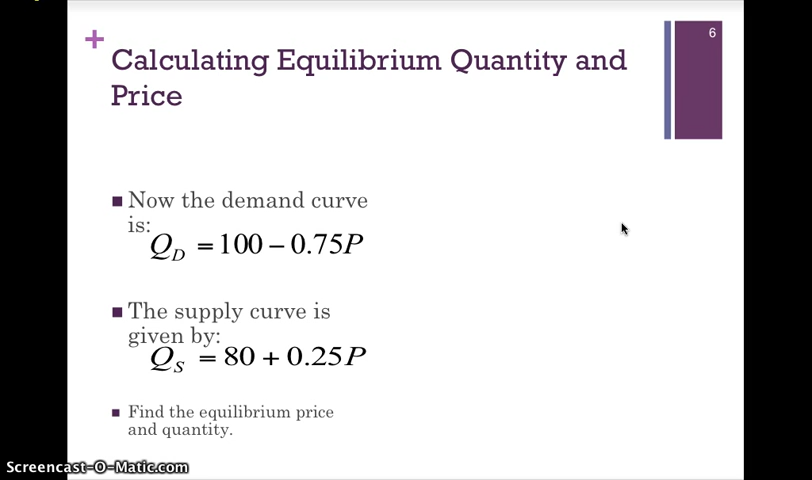 6
+
Calculating Equilibrium Quantity and
Price
■ Now the demand curve
is:
Q_D = 100 − 0.75P
■ The supply curve is
given by:
Q_S = 80 + 0.25P
■ Find the equilibrium price
and quantity.
Screencast-O-Matic.com